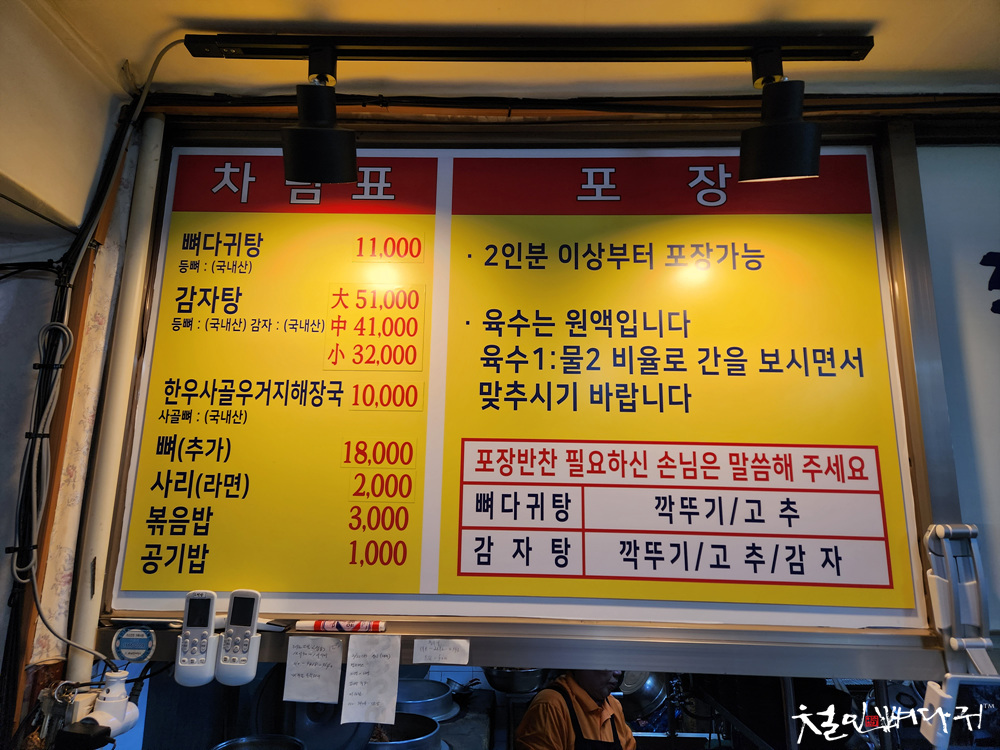 차림표
뼈다귀탕 11,000
등뼈 : (국내산)
감자탕 大 51,000
등뼈 : (국내산) 감자 : (국내산) 中 41,000
小 32,000
한우사골우거지해장국 10,000
사골뼈 : (국내산)
뼈(추가) 18,000
사리(라면) 2,000
볶음밥 3,000
공기밥 1,000
포장
· 2인분 이상부터 포장가능
· 육수는 원액입니다
육수1:물2 비율로 간을 보시면서
맞추시기 바랍니다
포장반찬 필요하신 손님은 말씀해 주세요
뼈다귀탕 깍뚜기/고 추
감 자 탕 깍뚜기/고 추/감 자
철인뼈다귀™